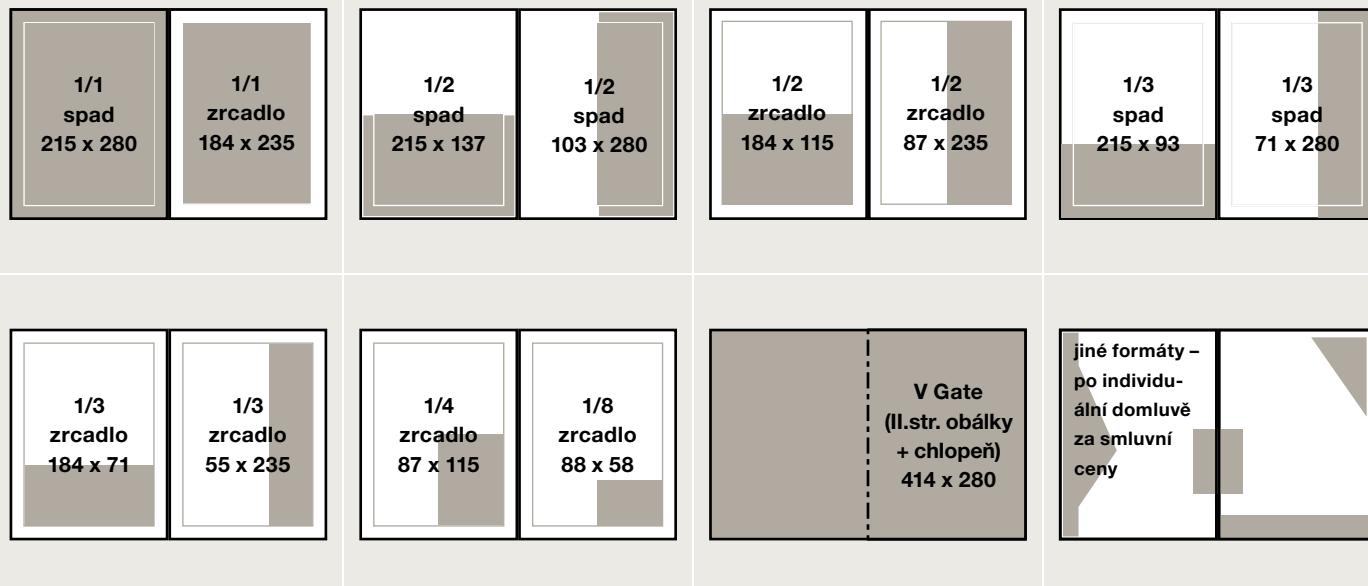 1/1
spad
215 x 280
1/1
zrcadlo
184 x 235
1/2
spad
215 x 137
1/2
spad
103 x 280
1/2
zrcadlo
184 x 115
1/2
zrcadlo
87 x 235
1/3
spad
215 x 93
1/3
spad
71 x 280
1/3
zrcadlo
184 x 71
1/3
zrcadlo
55 x 235
1/4
zrcadlo
87 x 115
1/8
zrcadlo
88 x 58
V Gate
(II.str. obálky
+ chlopeň)
414 x 280
jiné formáty –
po individu-
ální domluvě
za smluvní
ceny